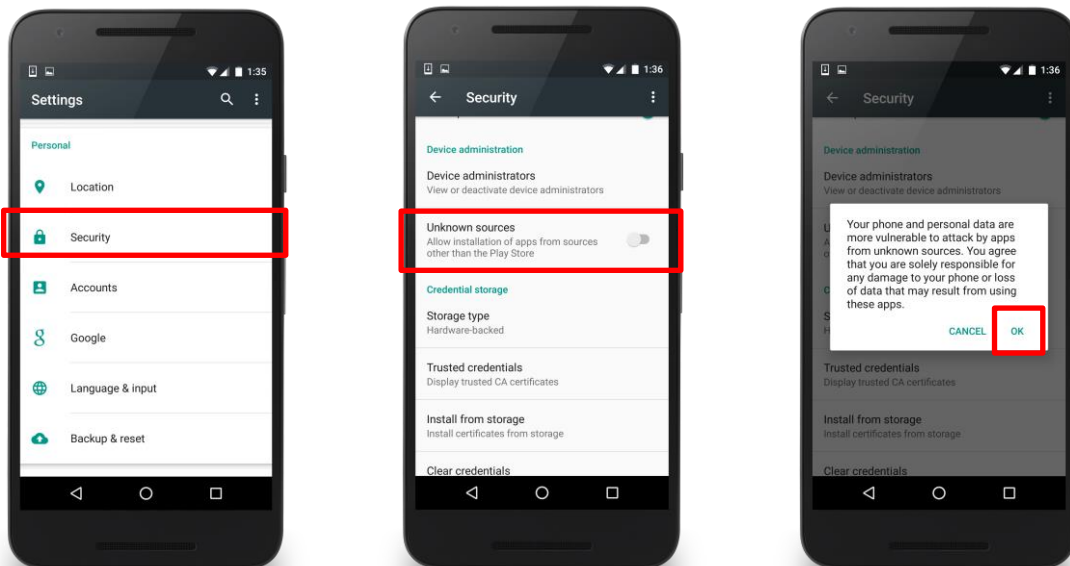 1:35
Settings
Personal
Location
Security
Accounts
Google
Language & input
Backup & reset
1:36
Security
Device administration
Device administrators
View or deactivate device administrators
Unknown sources
Allow installation of apps from sources
other than the Play Store
Credential storage
Storage type
Hardware-backed
Trusted credentials
Display trusted CA certificates
Install from storage
Install certificates from storage
Clear credentials
1:36
Security
Device administration
Device administrators
View or deactivate device administrators
Your phone and personal data are
more vulnerable to attack by apps
from unknown sources. You agree
that you are solely responsible for
any damage to your phone or loss
of data that may result from using
these apps.
CANCEL OK
Trusted credentials
Display trusted CA certificates
Install from storage
Install certificates from storage
Clear credentials